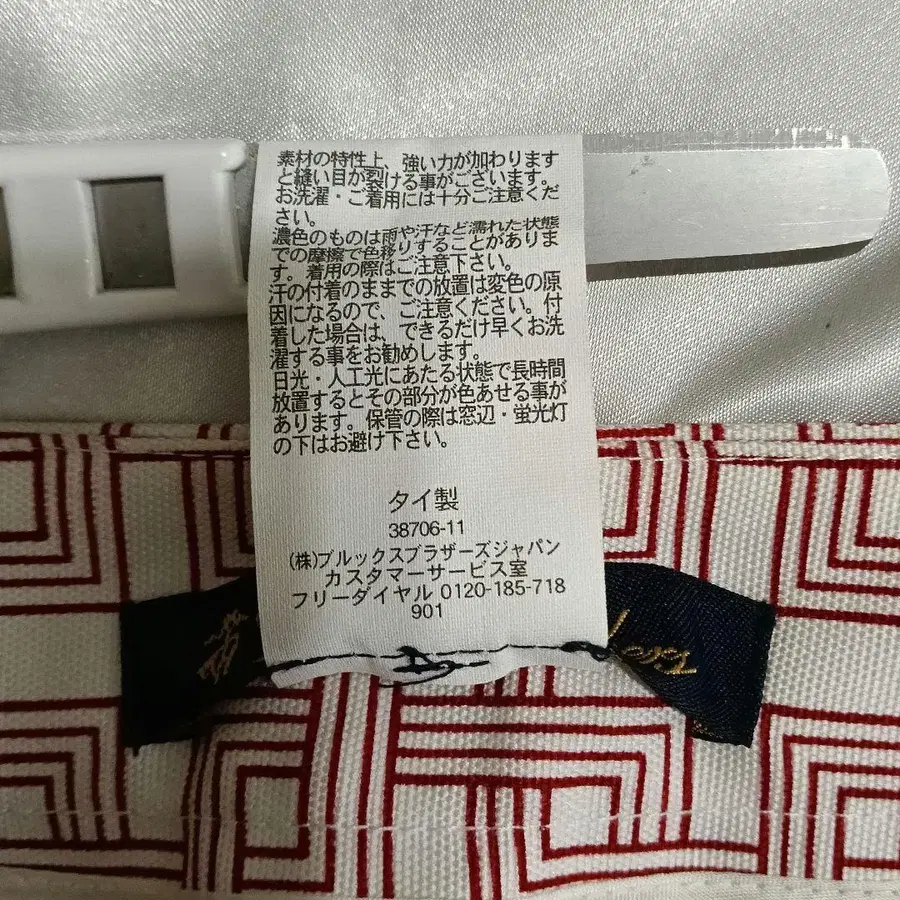 素材の特性上、強い力が加わります
と縫い目が裂ける事がございます。
お洗濯・ご着用には十分ご注意くだ
さい。
濃色のものは雨や汗など濡れた状態
での摩擦で色移りすることがありま
す。着用の際はご注意下さい。
汗の付着のままでの放置は変色の原
因になるので、ご注意ください。付
着した場合は、できるだけ早くお洗
濯する事をお勧めします。
日光・人工光にあたる状態で長時間
放置するとその部分が色あせる事が
あります。保管の際は窓辺・蛍光灯
の下はお避け下さい。
タイ製
38706-11
(株)ブルックスブラザーズジャパン
カスタマーサービス室
フリーダイヤル 0120-185-718
901